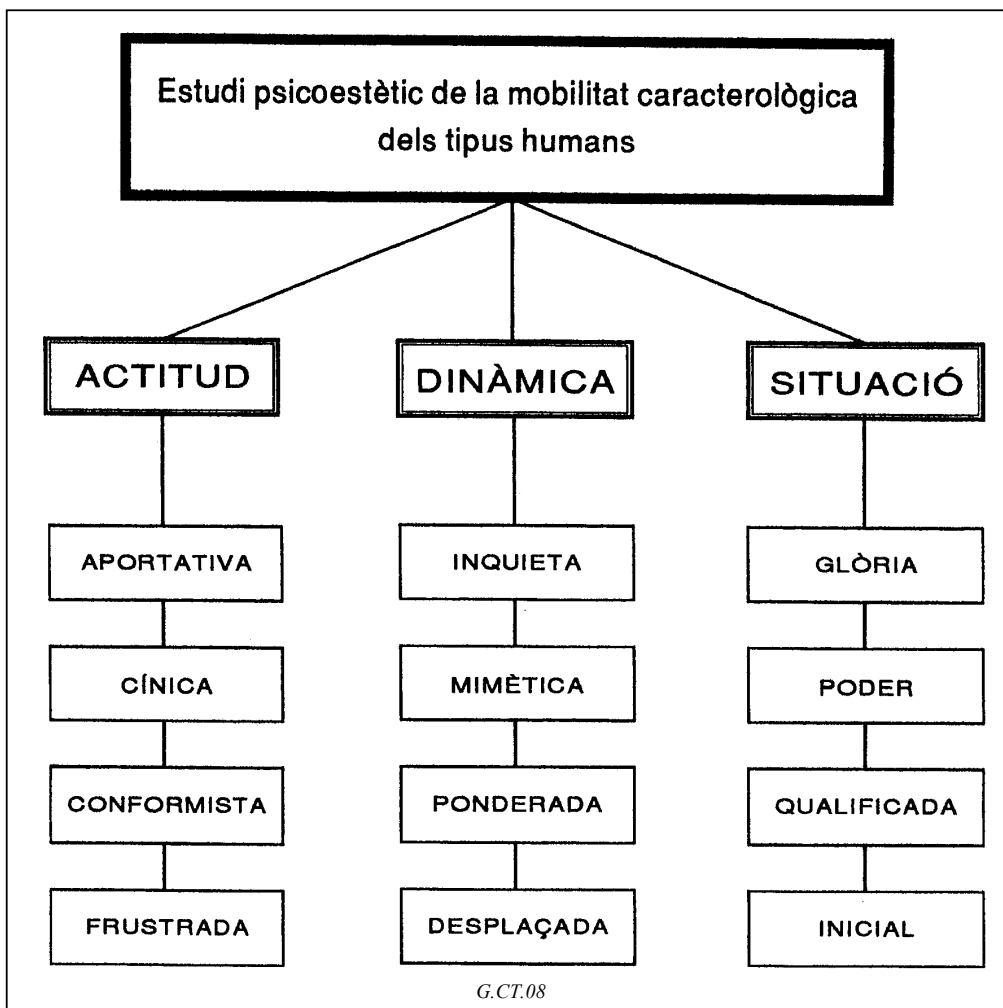 Estudi psicoestètic de la mobilitat caracterològica
dels tipus humans
ACTITUD
APORTATIVA
CÍNICA
CONFORMISTA
FRUSTRADA
DINÀMICA
INQUIETA
MIMÈTICA
PONDERADA
DESPLAÇADA
SITUACIÓ
GLÒRIA
PODER
QUALIFICADA
INICIAL
G.CT.08